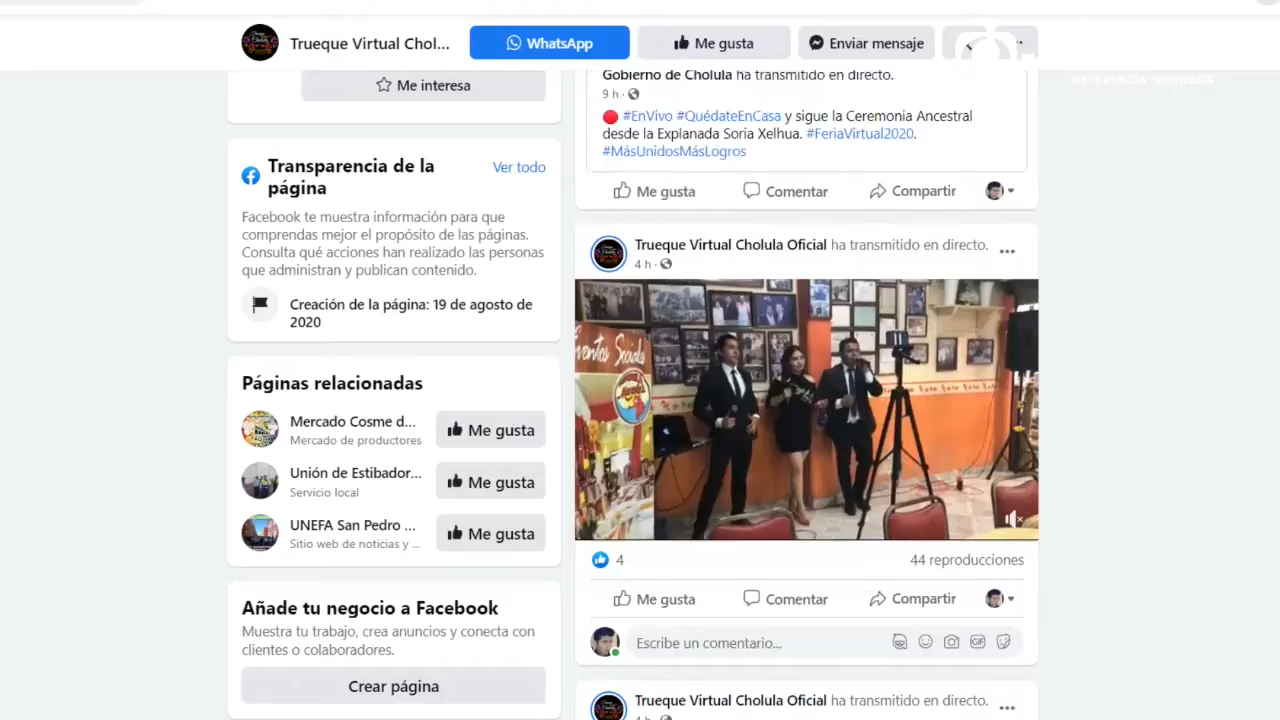 Trueque Virtual Chol...
WhatsApp
Me gusta
Enviar mensaje
Me interesa
Transparencia de la
página
Ver todo
Facebook te muestra información para que
comprendas mejor el propósito de las páginas.
Consulta qué acciones han realizado las personas
que administran y publican contenido.
Creación de la página: 19 de agosto de
2020
Páginas relacionadas
Mercado Cosme d...
Mercado de productores
Me gusta
Unión de Estibador...
Servicio local
Me gusta
UNEFA San Pedro ...
Sitio web de noticias y ...
Me gusta
Añade tu negocio a Facebook
Muestra tu trabajo, crea anuncios y conecta con
clientes o colaboradores.
Crear página
Gobierno de Cholula ha transmitido en directo.
9 h ·
#EnVivo #QuédateEnCasa y sigue la Ceremonia Ancestral
desde la Explanada Soria Xelhua. #FeriaVirtual2020.
#MásUnidosMásLogros
Me gusta
Comentar
Compartir
Trueque Virtual Cholula Oficial ha transmitido en directo.
4 h ·
Eventos Sociales
4
44 reproducciones
Me gusta
Comentar
Compartir
Escribe un comentario...
GIF
Trueque Virtual Cholula Oficial ha transmitido en directo.
4 h ·